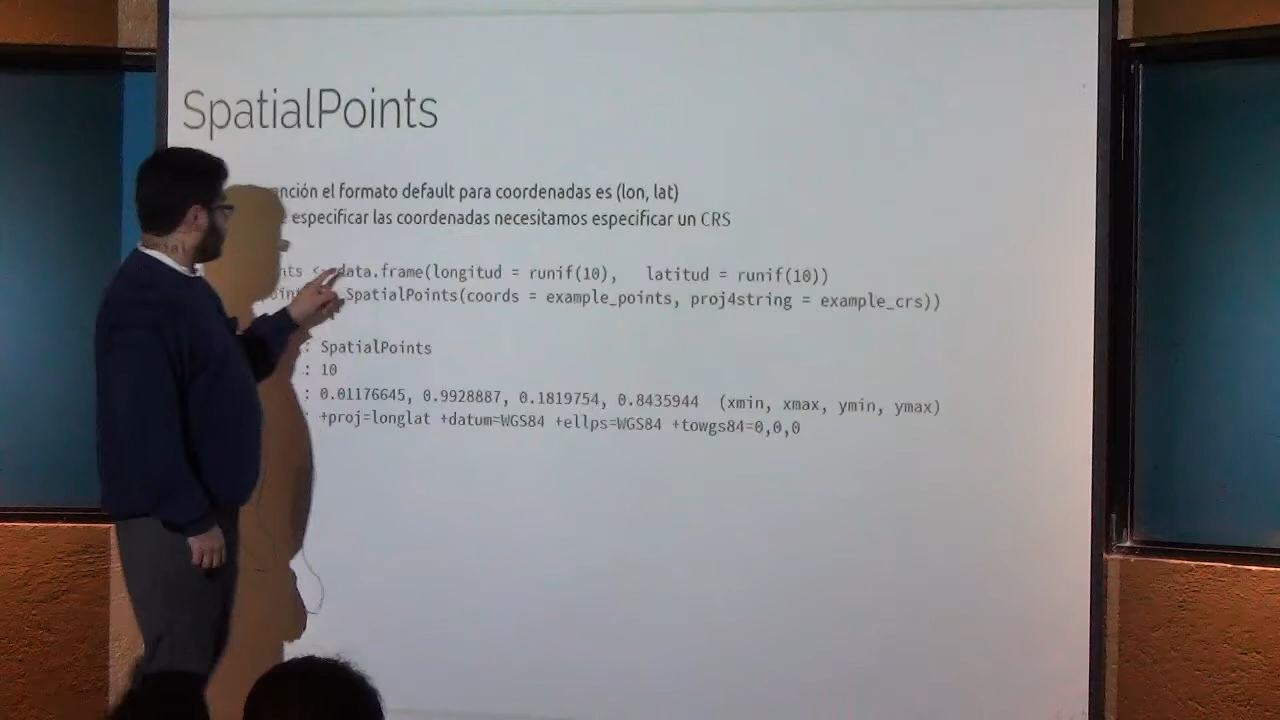 SpatialPoints
el formato default para coordenadas es (lon, lat)
especificar las coordenadas necesitamos especificar un CRS
data.frame(longitud = runif(10), latitud = runif(10))
SpatialPoints(coords = example_points, proj4string = example_crs))
: SpatialPoints
: 10
: 0.01176645, 0.9928887, 0.1819754, 0.8435944 (xmin, xmax, ymin, ymax)
: +proj=longlat +datum=WGS84 +ellps=WGS84 +towgs84=0,0,0